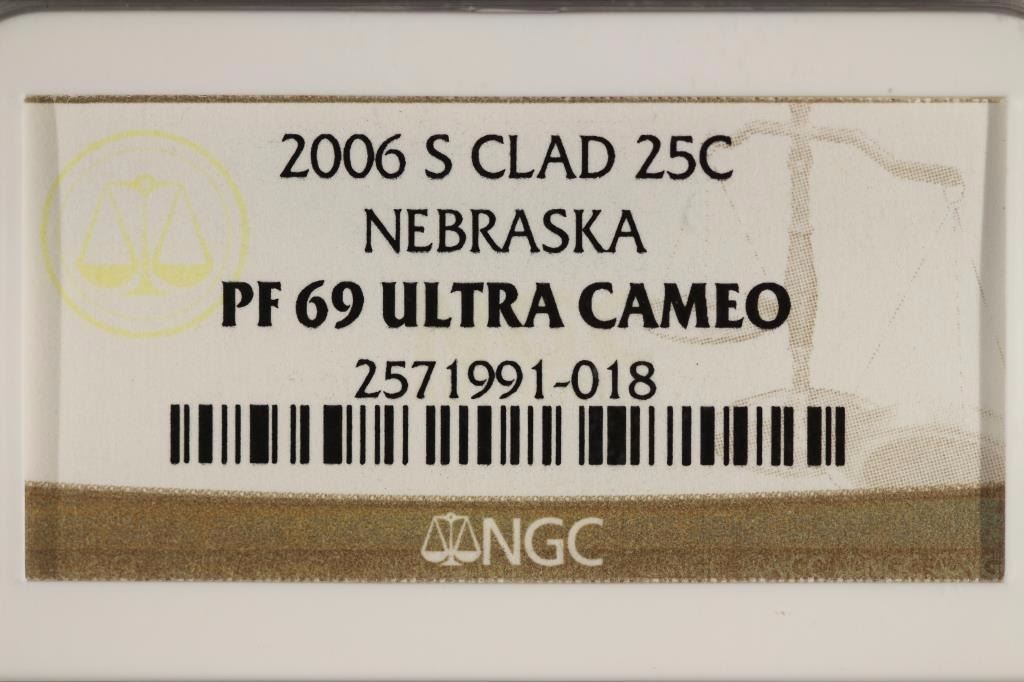 2006 S CLAD 25C
NEBRASKA
PF 69 ULTRA CAMEO
2571991-018
NGC